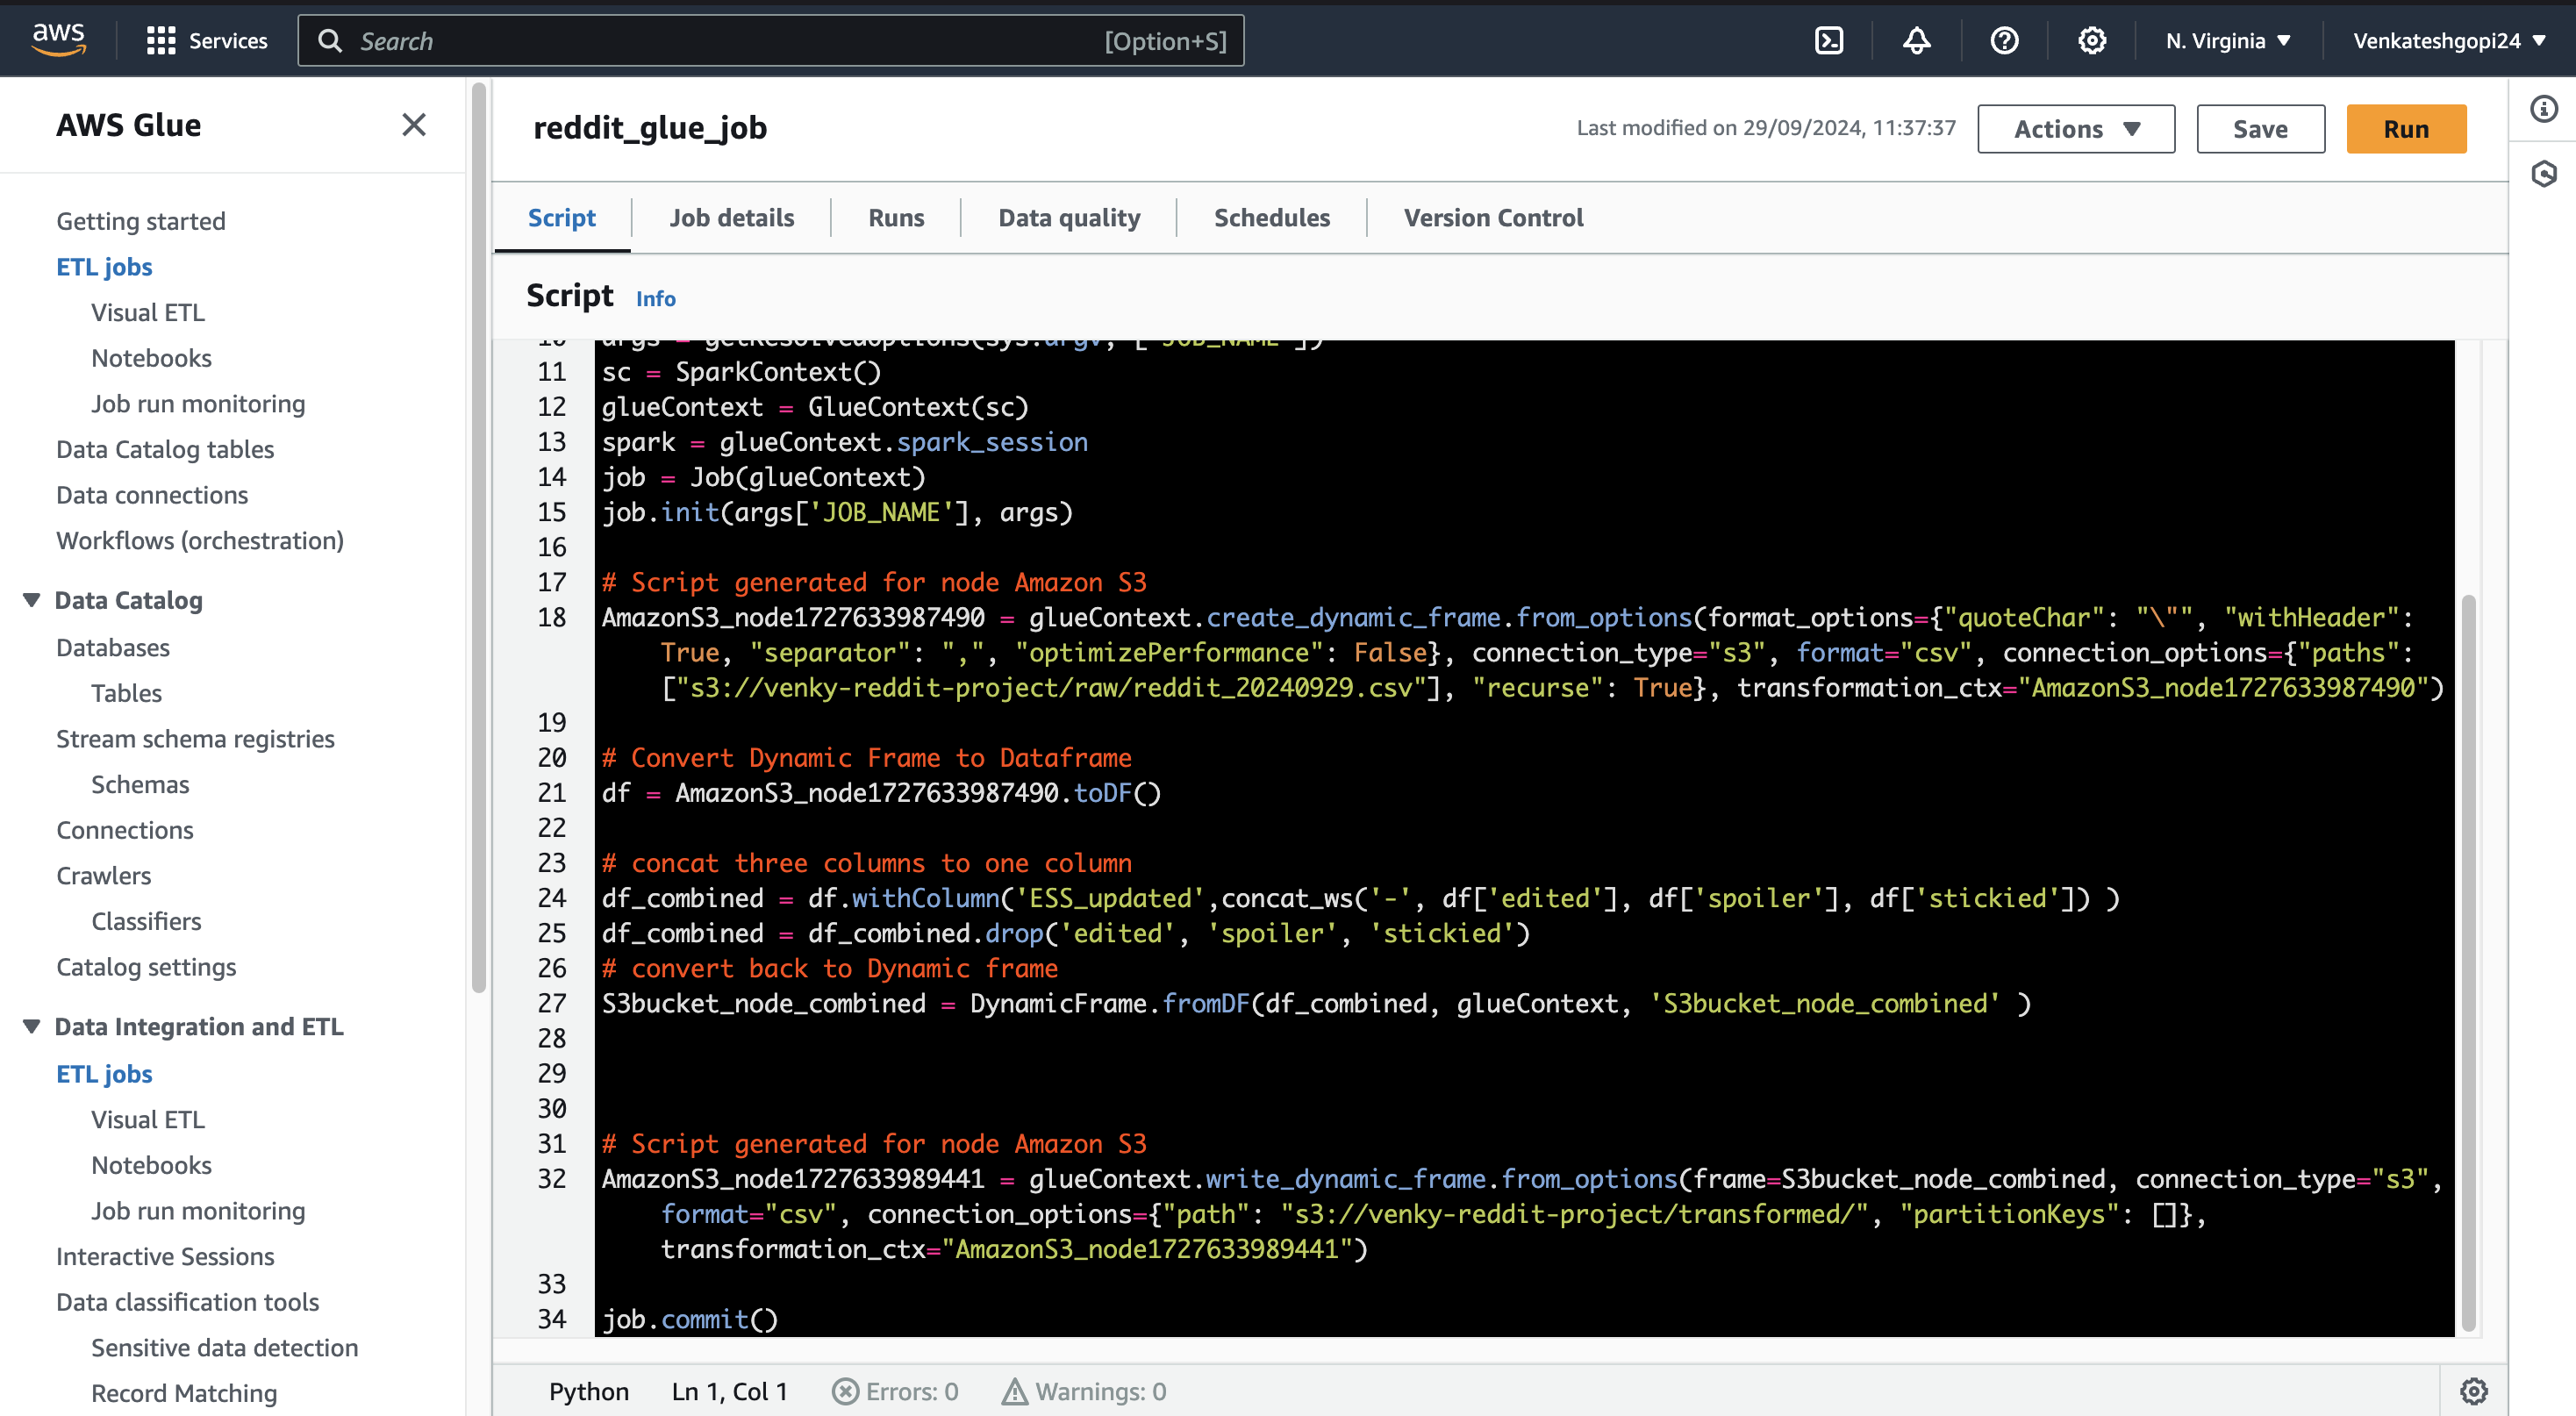 aws
Services
Search
[Option+S]
N. Virginia
Venkateshgopi24
AWS Glue
Getting started
ETL jobs
Visual ETL
Notebooks
Job run monitoring
Data Catalog tables
Data connections
Workflows (orchestration)
Data Catalog
Databases
Tables
Stream schema registries
Schemas
Connections
Crawlers
Classifiers
Catalog settings
Data Integration and ETL
ETL jobs
Visual ETL
Notebooks
Job run monitoring
Interactive Sessions
Data classification tools
Sensitive data detection
Record Matching
reddit_glue_job
Last modified on 29/09/2024, 11:37:37
Actions
Save
Run
Script
Job details
Runs
Data quality
Schedules
Version Control
Script Info
10 args = getResolvedOptions(sys.argv, ['JOB_NAME'])
11 sc = SparkContext()
12 glueContext = GlueContext(sc)
13 spark = glueContext.spark_session
14 job = Job(glueContext)
15 job.init(args['JOB_NAME'], args)
16
17 # Script generated for node Amazon S3
18 AmazonS3_node1727633987490 = glueContext.create_dynamic_frame.from_options(format_options={"quoteChar": "\"", "withHeader":
True, "separator": ",", "optimizePerformance": False}, connection_type="s3", format="csv", connection_options={"paths":
["s3://venky-reddit-project/raw/reddit_20240929.csv"], "recurse": True}, transformation_ctx="AmazonS3_node1727633987490")
19
20 # Convert Dynamic Frame to Dataframe
21 df = AmazonS3_node1727633987490.toDF()
22
23 # concat three columns to one column
24 df_combined = df.withColumn('ESS_updated',concat_ws('-', df['edited'], df['spoiler'], df['stickied']) )
25 df_combined = df_combined.drop('edited', 'spoiler', 'stickied')
26 # convert back to Dynamic frame
27 S3bucket_node_combined = DynamicFrame.fromDF(df_combined, glueContext, 'S3bucket_node_combined' )
28
29
30
31 # Script generated for node Amazon S3
32 AmazonS3_node1727633989441 = glueContext.write_dynamic_frame.from_options(frame=S3bucket_node_combined, connection_type="s3",
format="csv", connection_options={"path": "s3://venky-reddit-project/transformed/", "partitionKeys": []},
transformation_ctx="AmazonS3_node1727633989441")
33
34 job.commit()
Python
Ln 1, Col 1
Errors: 0
Warnings: 0